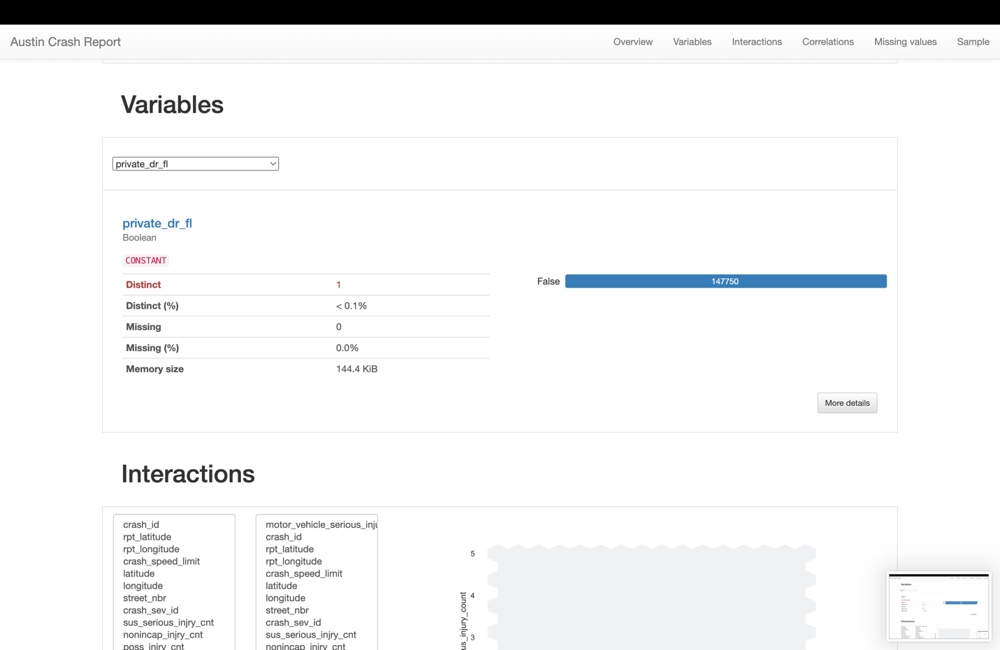 Austin Crash Report
Overview
Variables
Interactions
Correlations
Missing values
Sample
Variables
private_dr_fl
private_dr_fl
Boolean
CONSTANT
Distinct 1
Distinct (%) < 0.1%
Missing 0
Missing (%) 0.0%
Memory size 144.4 KiB
False 147750
More details
Interactions
crash_id
rpt_latitude
rpt_longitude
crash_speed_limit
latitude
longitude
street_nbr
crash_sev_id
sus_serious_injry_cnt
nonincap_injry_cnt
poss_injry_cnt
motor_vehicle_serious_inju
crash_id
rpt_latitude
rpt_longitude
crash_speed_limit
latitude
longitude
street_nbr
crash_sev_id
sus_serious_injry_cnt
nonincap_injry_cnt
5
4
3
us_injury_count
Variables
Interactions